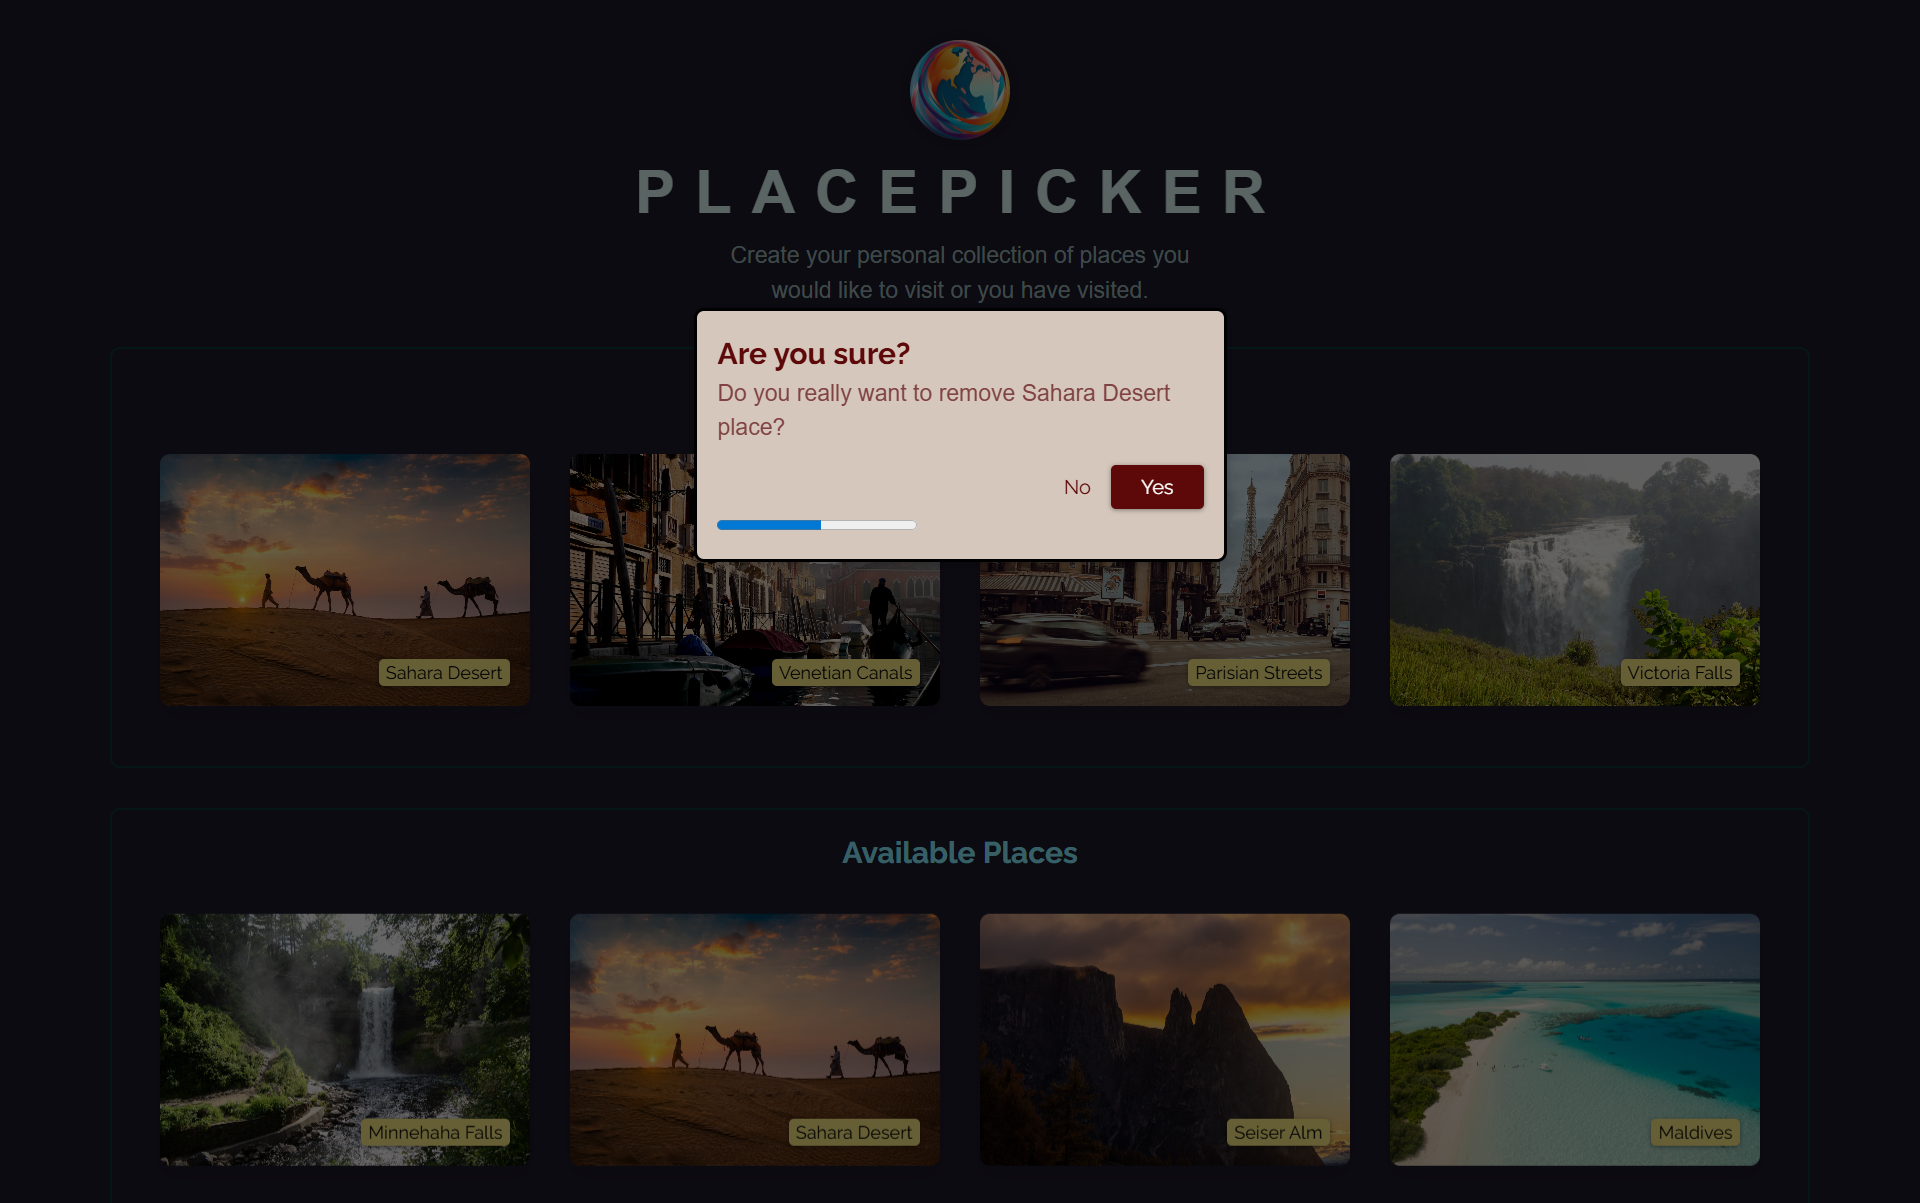 PLACEPICKER
Create your personal collection of places you
would like to visit or you have visited.
Are you sure?
Do you really want to remove Sahara Desert
place?
No
Yes
Sahara Desert
Venetian Canals
Parisian Streets
Victoria Falls
Available Places
Minnehaha Falls
Sahara Desert
Seiser Alm
Maldives